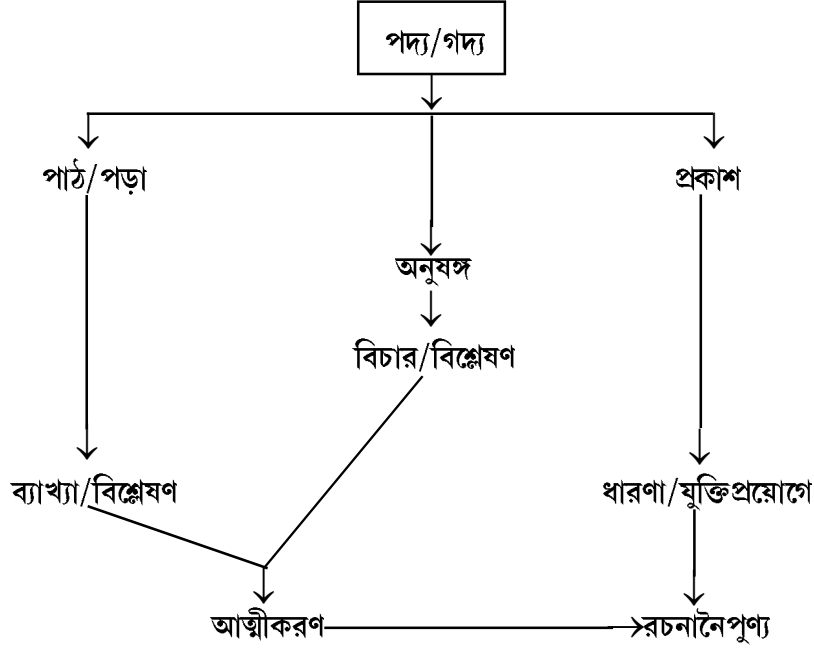 পদ্য/গদ্য
পাঠ/পড়া
প্রকাশ
অনুষঙ্গ
বিচার/বিশ্লেষণ
ব্যাখ্যা/বিশ্লেষণ
ধারণা/যুক্তিপ্রয়োগে
আত্মীকরণ
রচনানৈপুণ্য